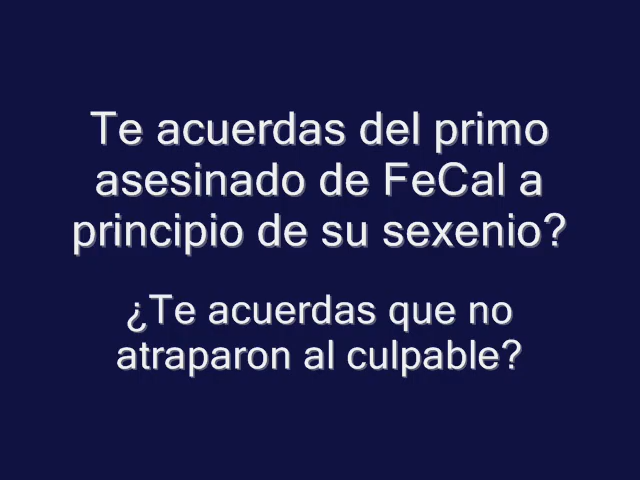 Te acuerdas del primo
asesinado de FeCal a
principio de su sexenio?
¿Te acuerdas que no
atraparon al culpable?